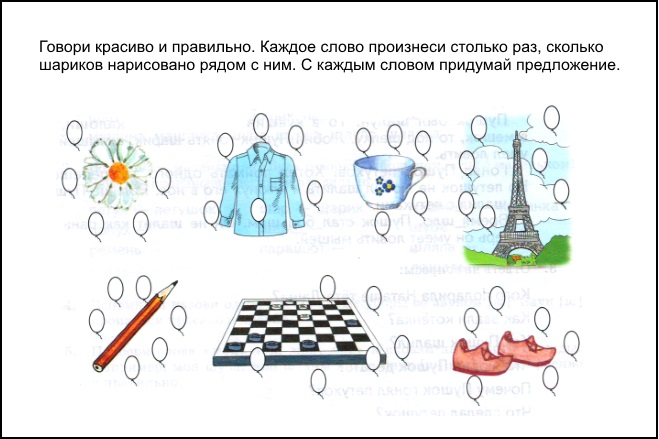 Говори красиво и правильно. Каждое слово произнеси столько раз, сколько
шариков нарисовано рядом с ним. С каждым словом придумай предложение.